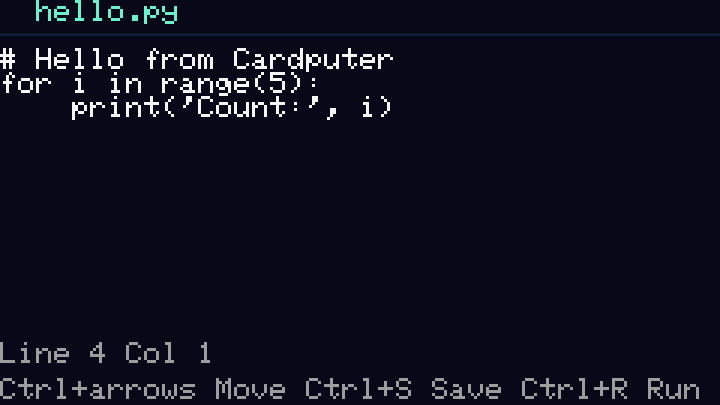 hello.py
# Hello from Cardputer
for i in range(5):
    print('Count:', i)
Line 4 Col 1
Ctrl+arrows Move Ctrl+S Save Ctrl+R Run